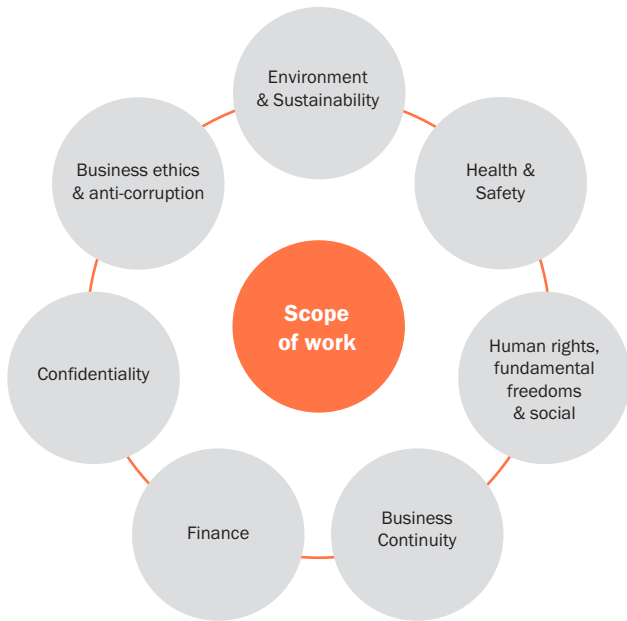 Environment
& Sustainability
Health &
Safety
Human rights,
fundamental
freedoms
& social
Business
Continuity
Finance
Confidentiality
Business ethics
& anti-corruption
Scope
of work